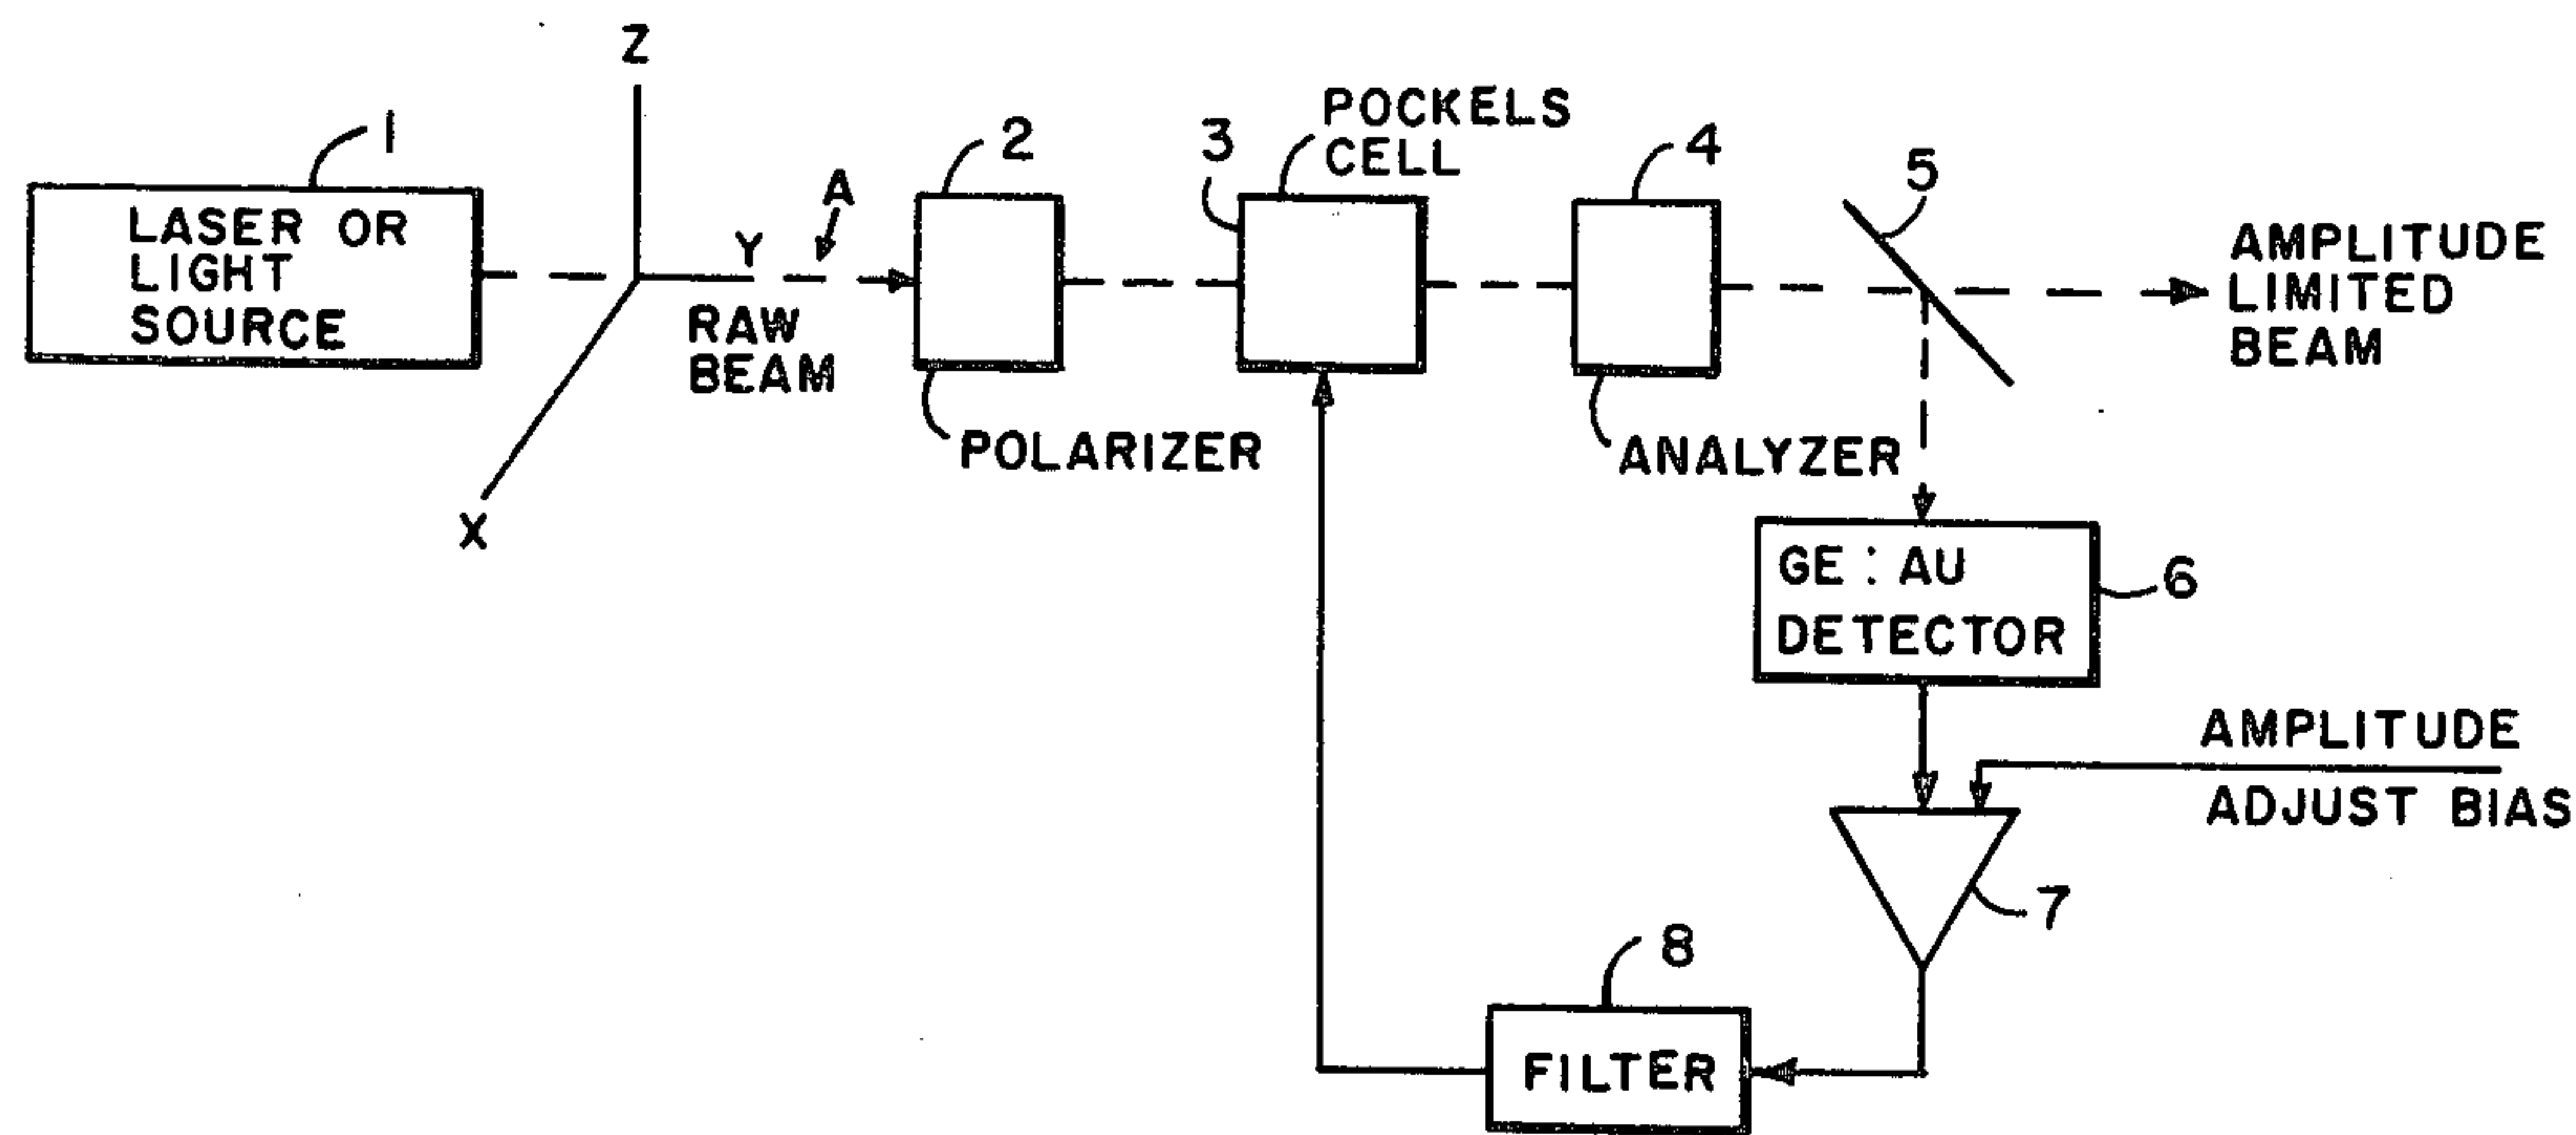 Z
1
LASER OR
LIGHT
SOURCE
X
Y
A
RAW
BEAM
2
POLARIZER
3
POCKELS
CELL
4
ANALYZER
5
AMPLITUDE
LIMITED
BEAM
GE : AU
DETECTOR
6
AMPLITUDE
ADJUST BIAS
7
8
FILTER